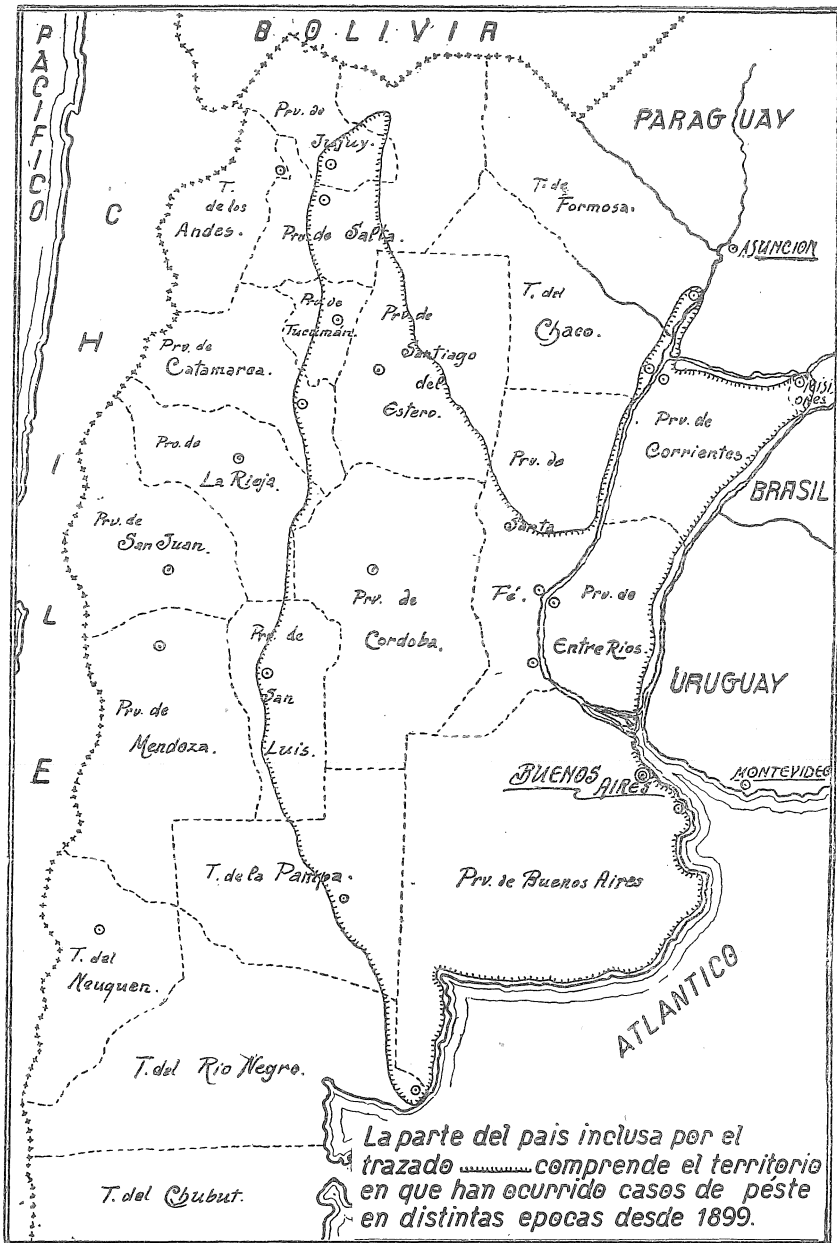 PACIFICO
BOLIVIA
CHILE
PARAGUAY
Prv. de
Jujuy.
T.
de los
Andes.
T. de
Formosa.
Prv. de Salta.
ASUNCION
Prv. de
Tucumán.
Prv. de
Santiago
del
Estero.
T. del
Chaco.
Prv. de
Catamarca.
MISI
ONES
Prv. de
Corrientes.
Prv. de
La Rioja.
Prv. de
Santa
Fé.
BRASIL
Prv. de
San Juan.
Prv. de
Cordoba.
Prv. de
Entre Rios.
Prv. de
San
Luis.
URUGUAY
Prv. de
Mendoza.
BUENOS
AIRES
MONTEVIDEO
T. de la Pampa.
Prv. de Buenos Aires
T. del
Neuquen.
ATLANTICO
T. del Rio Negro.
T. del Chubut.
La parte del pais inclusa por el
trazado comprende el territorio
en que han ocurrido casos de péste
en distintas epocas desde 1899.